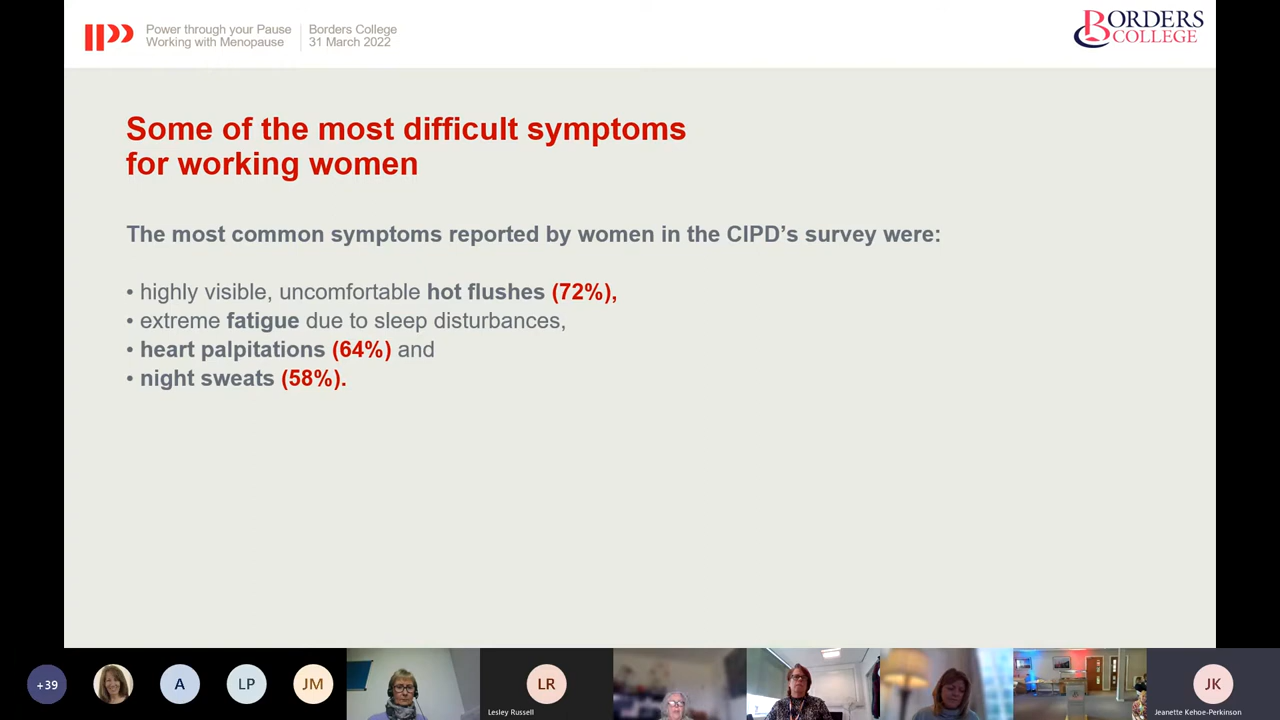 Power through your Pause
Working with Menopause
Borders College
31 March 2022
BORDERS
COLLEGE
Some of the most difficult symptoms
for working women
The most common symptoms reported by women in the CIPD’s survey were:
• highly visible, uncomfortable hot flushes (72%),
• extreme fatigue due to sleep disturbances,
• heart palpitations (64%) and
• night sweats (58%).
+39
A
LP
JM
LR
Lesley Russell
JK
Jeanette Kehoe-Perkinson